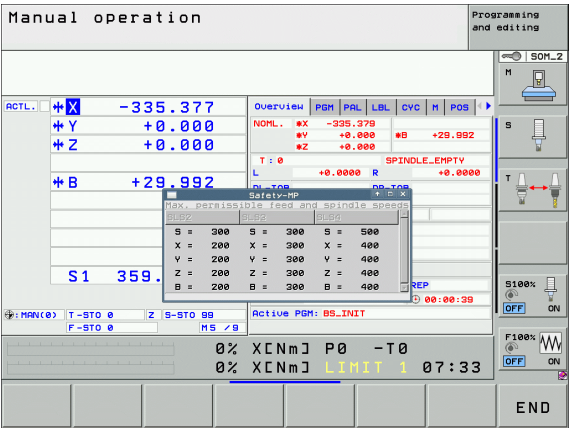 Manual operation
Programming
and editing
SOM_2
ACTL. X -335.377
Y +0.000
Z +0.000
B +29.992
S1 359.
Overview PGM PAL LBL CYC M POS
NOML. *X -335.379
*Y +0.000 *B +29.992
*Z +0.000
T : 0 SPINDLE_EMPTY
L +0.0000 R +0.0000
DL-TOB DR-TOB
Safety-MP
Max. permissible feed and spindle speeds
SLS2 SLS3 SLS4
S = 300 S = 300 S = 500
X = 200 X = 300 X = 400
Y = 200 Y = 300 Y = 400
Z = 200 Z = 300 Z = 400
B = 200 B = 300 B = 400
REP
00:00:39
Active PGM: BS_INIT
: MAN(0) T-STO 0 Z S-STO 99
F-STO 0 M5 /9
0% X[Nm] P0 -T0
0% X[Nm] LIMIT 1 07:33
M
S
T
S100%
OFF ON
F100%
OFF ON
END